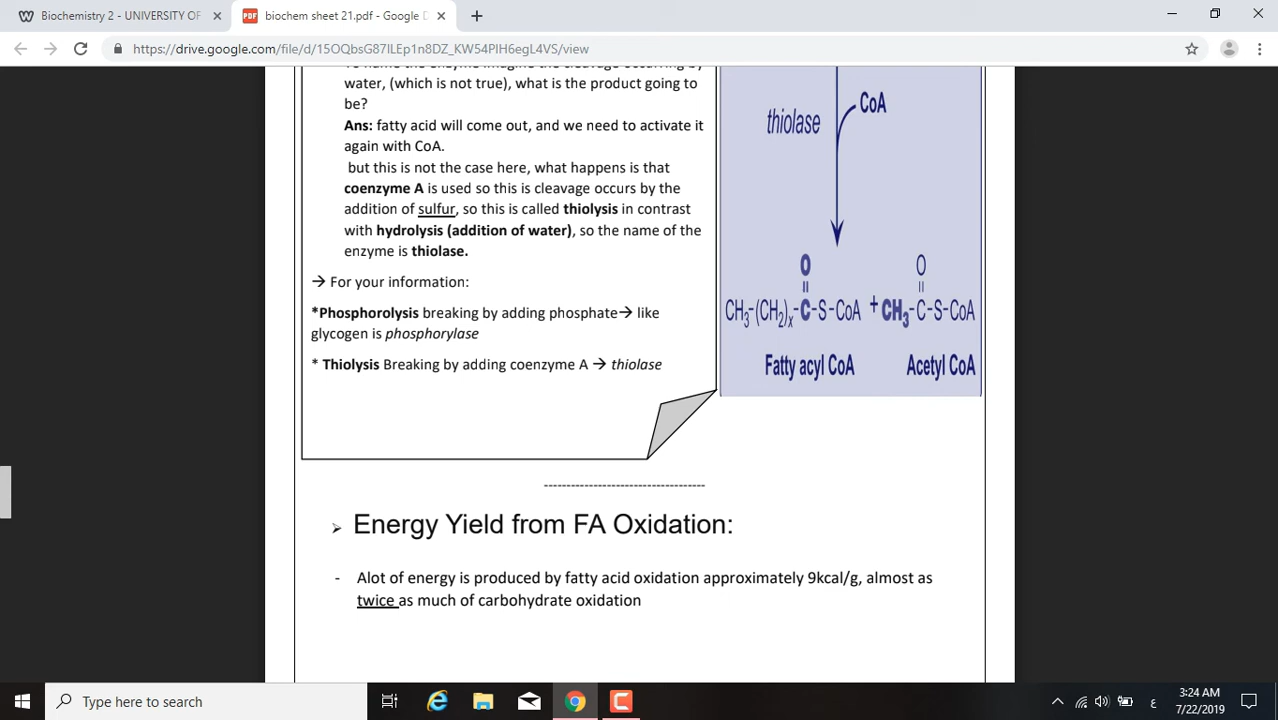 Biochemistry 2 - UNIVERSITY OF
biochem sheet 21.pdf - Google D
https://drive.google.com/file/d/15OQbsG87ILEp1n8DZ_KW54PIH6egL4VS/view
water, (which is not true), what is the product going to
be?
Ans: fatty acid will come out, and we need to activate it
again with CoA.
but this is not the case here, what happens is that
coenzyme A is used so this is cleavage occurs by the
addition of sulfur, so this is called thiolysis in contrast
with hydrolysis (addition of water), so the name of the
enzyme is thiolase.
→ For your information:
*Phosphorolysis breaking by adding phosphate→ like
glycogen is phosphorylase
* Thiolysis Breaking by adding coenzyme A → thiolase
CoA
thiolase
O O
|| ||
CH3-(CH2)x-C-S-CoA + CH3-C-S-CoA
Fatty acyl CoA Acetyl CoA
------------------------------------
➢ Energy Yield from FA Oxidation:
- Alot of energy is produced by fatty acid oxidation approximately 9kcal/g, almost as
twice as much of carbohydrate oxidation
Type here to search
ع
3:24 AM
7/22/2019